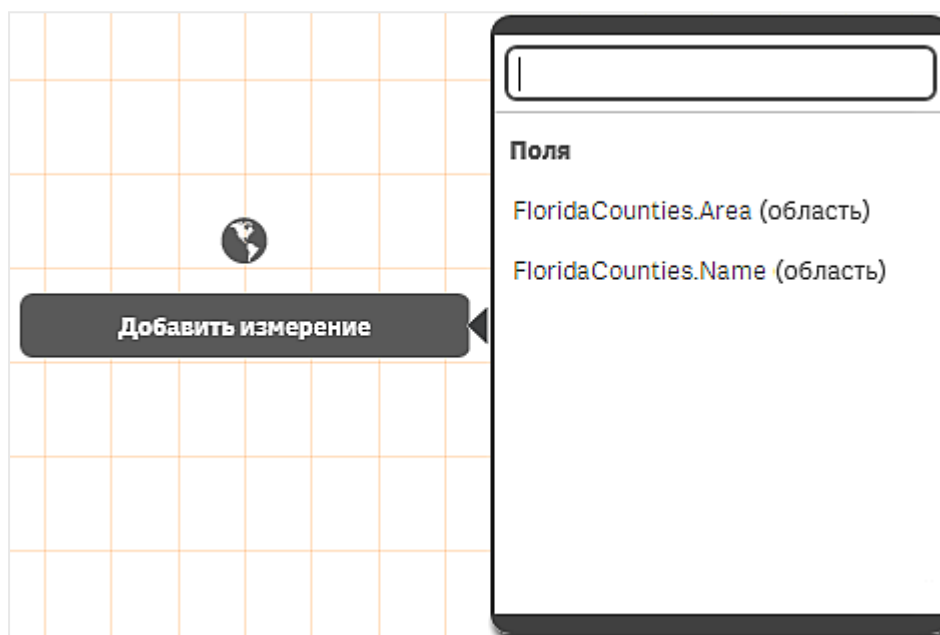 Поля
FloridaCounties.Area (область)
FloridaCounties.Name (область)
Добавить измерение